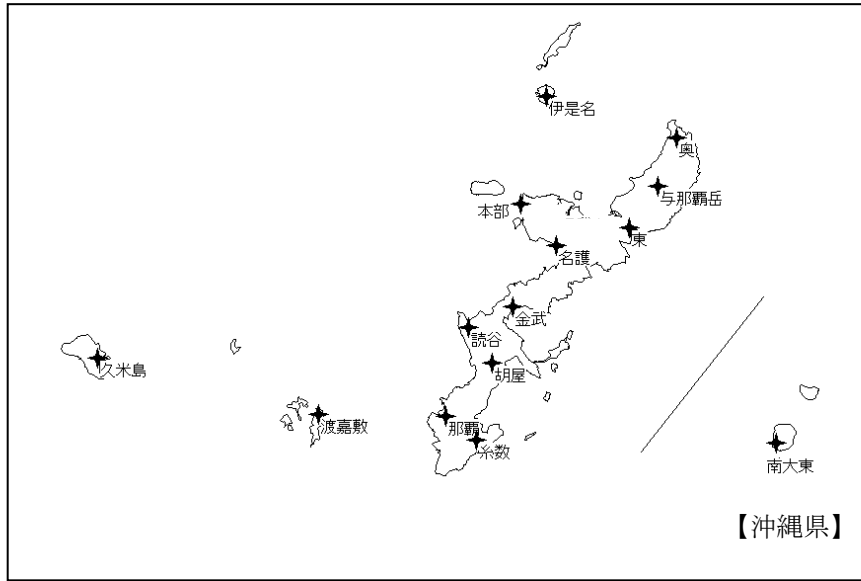 伊是名
奥
与那覇岳
本部
東
名護
金武
読谷
久米島
胡屋
渡嘉敷
那覇
糸数
南大東
【沖縄県】